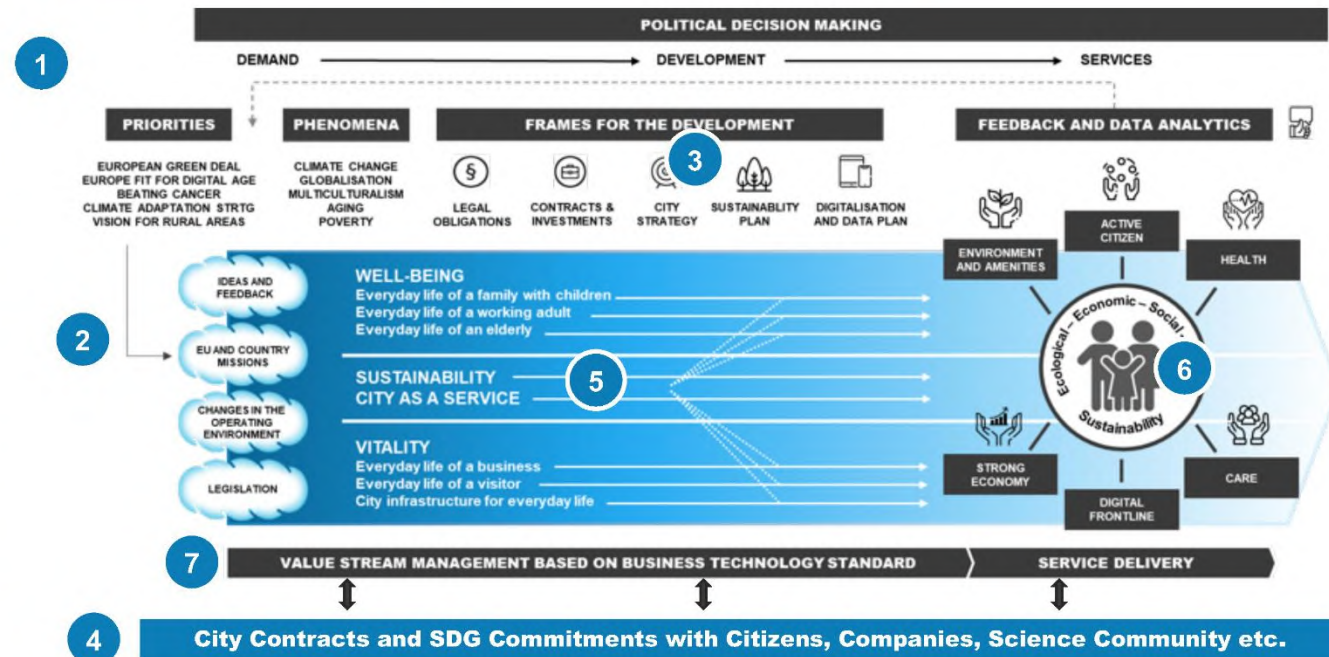 POLITICAL DECISION MAKING
1
DEMAND
DEVELOPMENT
SERVICES
PRIORITIES
EUROPEAN GREEN DEAL
EUROPE FIT FOR DIGITAL AGE
BEATING CANCER
CLIMATE ADAPTATION STRTG
VISION FOR RURAL AREAS
PHENOMENA
CLIMATE CHANGE
GLOBALISATION
MULTICULTURALISM
AGING
POVERTY
FRAMES FOR THE DEVELOPMENT
3
§
LEGAL
OBLIGATIONS
CONTRACTS &
INVESTMENTS
CITY
STRATEGY
SUSTAINABLITY
PLAN
DIGITALISATION
AND DATA PLAN
FEEDBACK AND DATA ANALYTICS
ENVIRONMENT
AND AMENITIES
ACTIVE
CITIZEN
HEALTH
2
IDEAS AND
FEEDBACK
EU AND COUNTRY
MISSIONS
CHANGES IN THE
OPERATING
ENVIRONMENT
LEGISLATION
WELL-BEING
Everyday life of a family with children
Everyday life of a working adult
Everyday life of an elderly
SUSTAINABILITY
CITY AS A SERVICE
5
VITALITY
Everyday life of a business
Everyday life of a visitor
City infrastructure for everyday life
Ecological – Economic – Social -
Sustainability
6
STRONG
ECONOMY
DIGITAL
FRONTLINE
CARE
7
VALUE STREAM MANAGEMENT BASED ON BUSINESS TECHNOLOGY STANDARD
SERVICE DELIVERY
4
City Contracts and SDG Commitments with Citizens, Companies, Science Community etc.